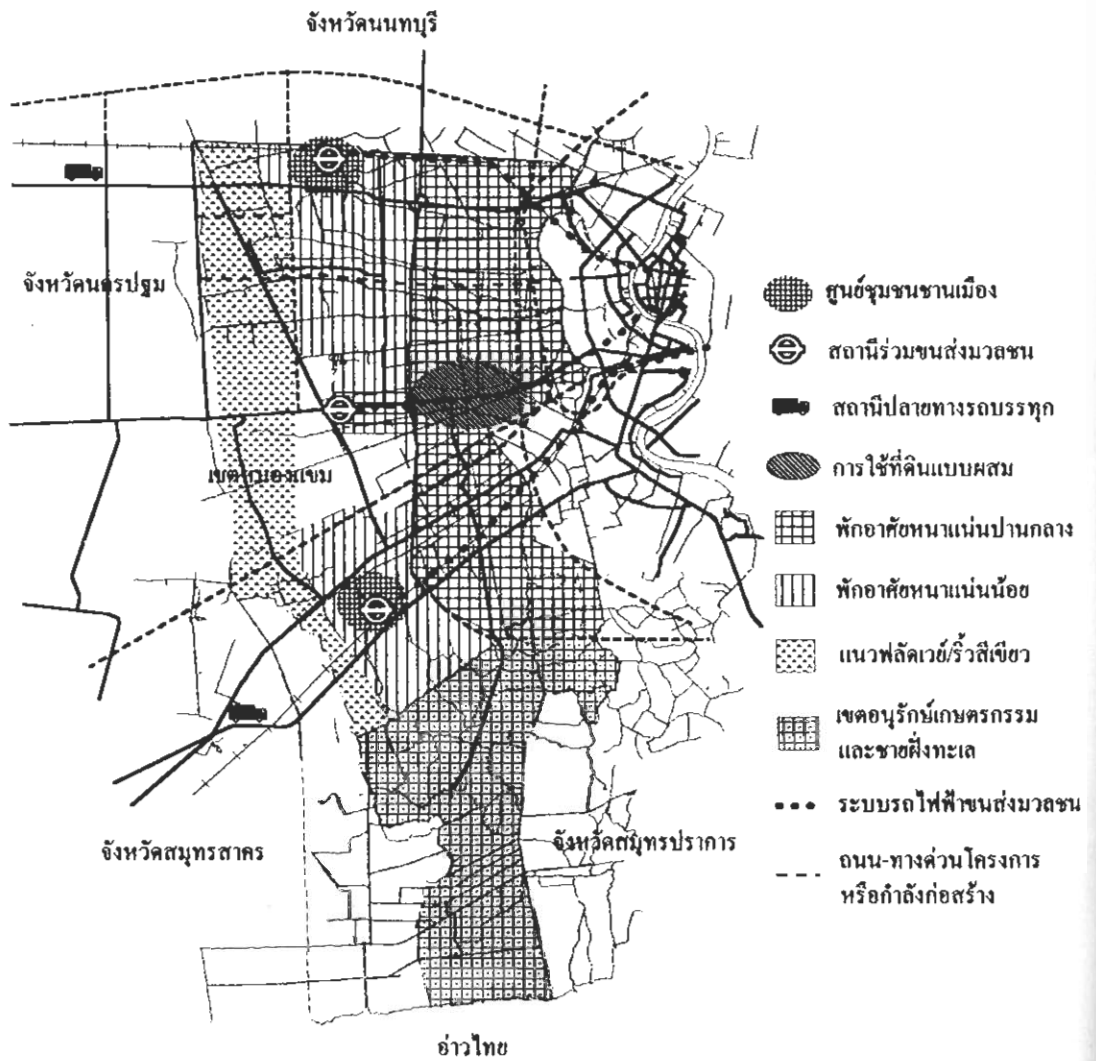 จังหวัดนนทบุรี
จังหวัดนครปฐม
เขตหนองแขม
จังหวัดสมุทรสาคร
จังหวัดสมุทรปราการ
อ่าวไทย
ศูนย์ชุมชนชานเมือง
สถานีร่วมขนส่งมวลชน
สถานีปลายทางรถบรรทุก
การใช้ที่ดินแบบผสม
พักอาศัยหนาแน่นปานกลาง
พักอาศัยหนาแน่นน้อย
แนวฟลัดเวย์/ริ้วสีเขียว
เขตอนุรักษ์เกษตรกรรม
และชายฝั่งทะเล
ระบบรถไฟฟ้าขนส่งมวลชน
ถนน-ทางด่วนโครงการ
หรือกำลังก่อสร้าง